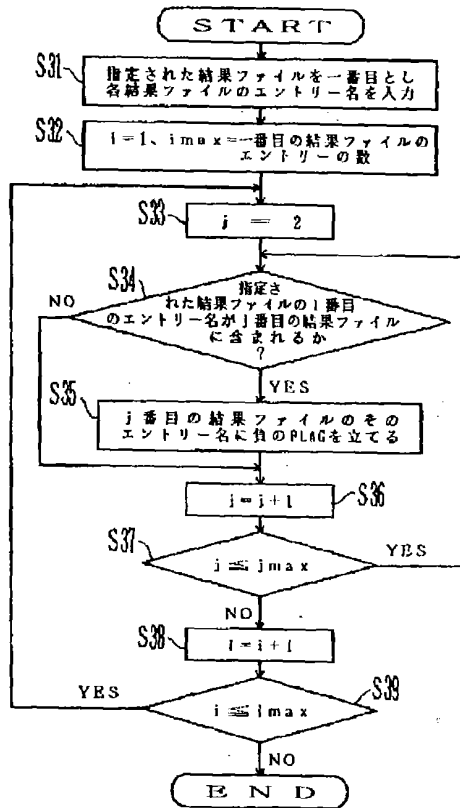 START
S31
指定された結果ファイルを一番目とし
各結果ファイルのエントリー名を入力
S32
i=1、imax=一番目の結果ファイルの
エントリーの数
S33
j = 2
S34
NO
指定さ
れた結果ファイルのi番目
のエントリー名がj番目の結果ファイル
に含まれるか
?
YES
S35
j番目の結果ファイルのその
エントリー名に負のFLAGを立てる
S36
j=j+1
S37
j≦jmax
YES
NO
S38
i=i+1
YES
S39
i≦imax
NO
END